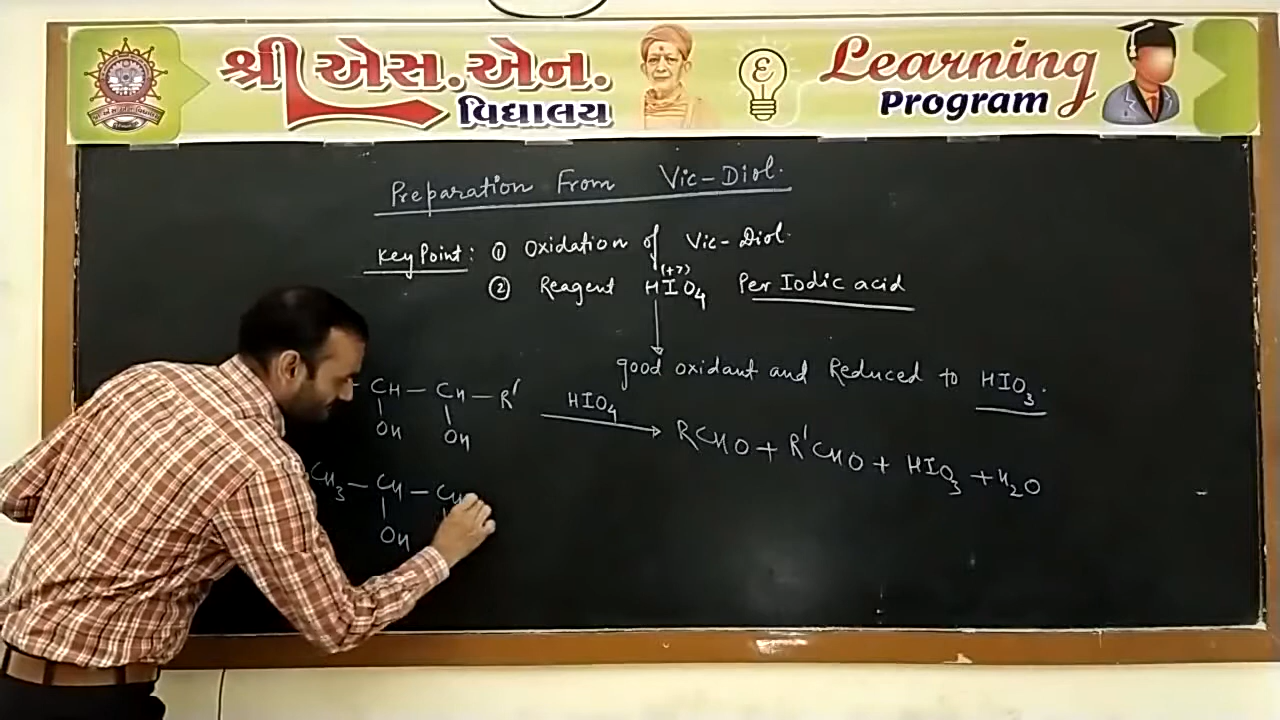 શ્રી એસ.એન. વિદ્યાલય
Learning Program
Preparation From Vic-Diol.
Key Point: ① Oxidation of Vic-Diol.
(+7)
② Reagent HIO4 Per Iodic acid
good oxidant and Reduced to HIO3.
CH - CH - R' HIO4 RCHO + R'CHO + HIO3 + H2O
OH OH
CH3 - CH - CH
OH